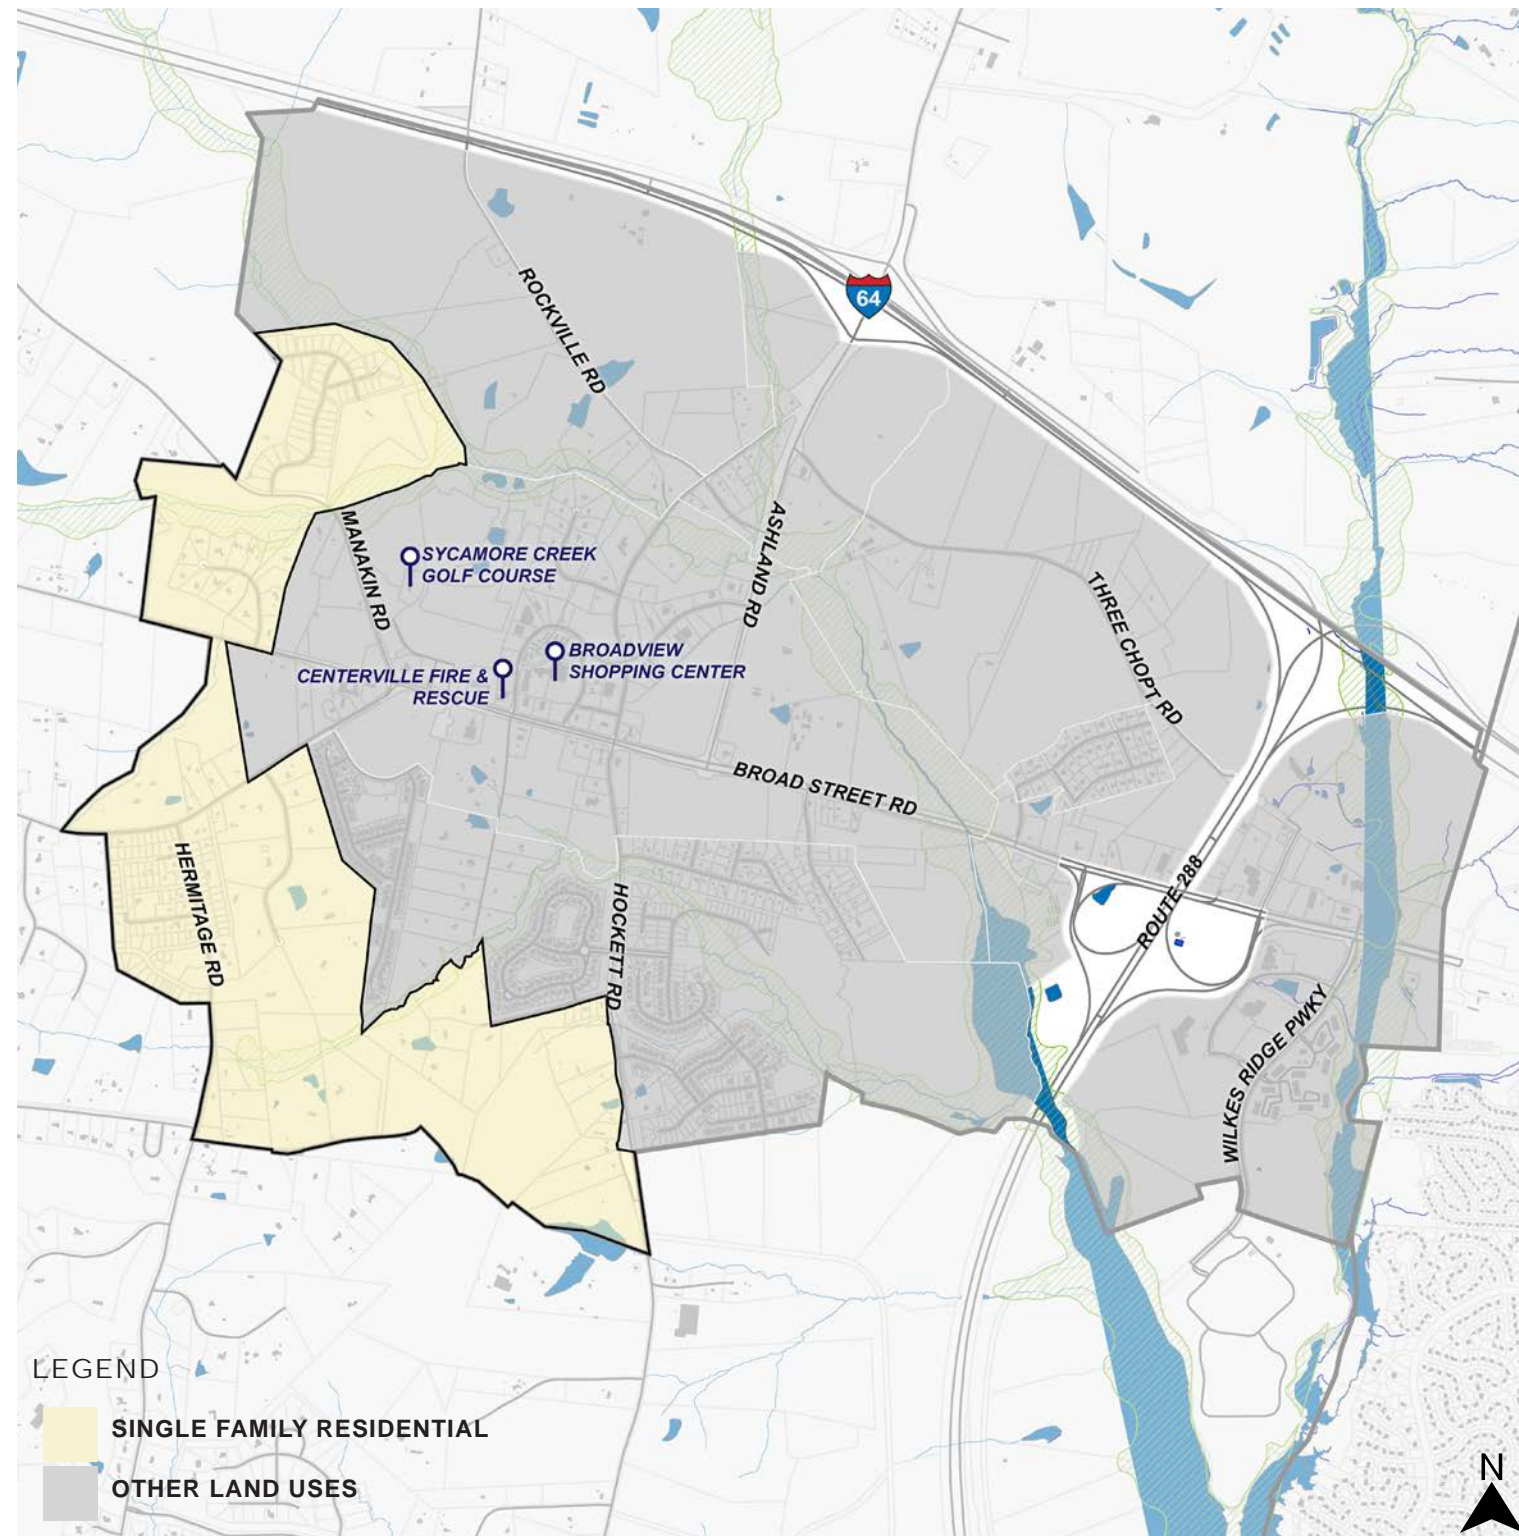 64
ROCKVILLE RD
ASHLAND RD
MANAKIN RD
SYCAMORE CREEK
GOLF COURSE
THREE CHOPT RD
BROADVIEW
SHOPPING CENTER
CENTERVILLE FIRE &
RESCUE
BROAD STREET RD
HERMITAGE RD
HOCKETT RD
ROUTE 288
WILKES RIDGE PWKY
LEGEND
SINGLE FAMILY RESIDENTIAL
OTHER LAND USES
N